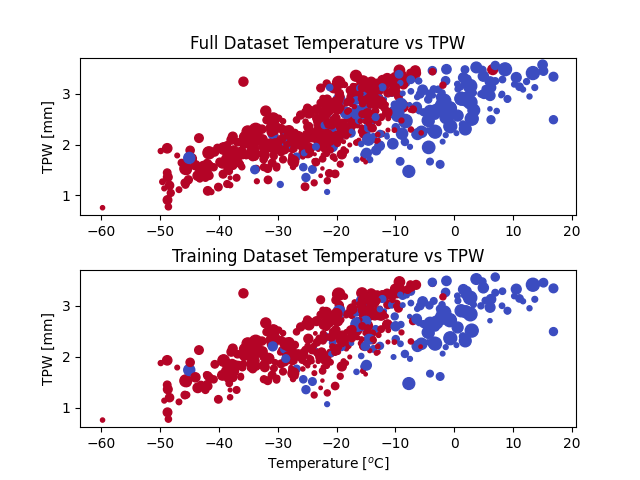 Full Dataset Temperature vs TPW
TPW [mm]
3
2
1
−60 −50 −40 −30 −20 −10 0 10 20
Training Dataset Temperature vs TPW
TPW [mm]
3
2
1
−60 −50 −40 −30 −20 −10 0 10 20
Temperature [°C]